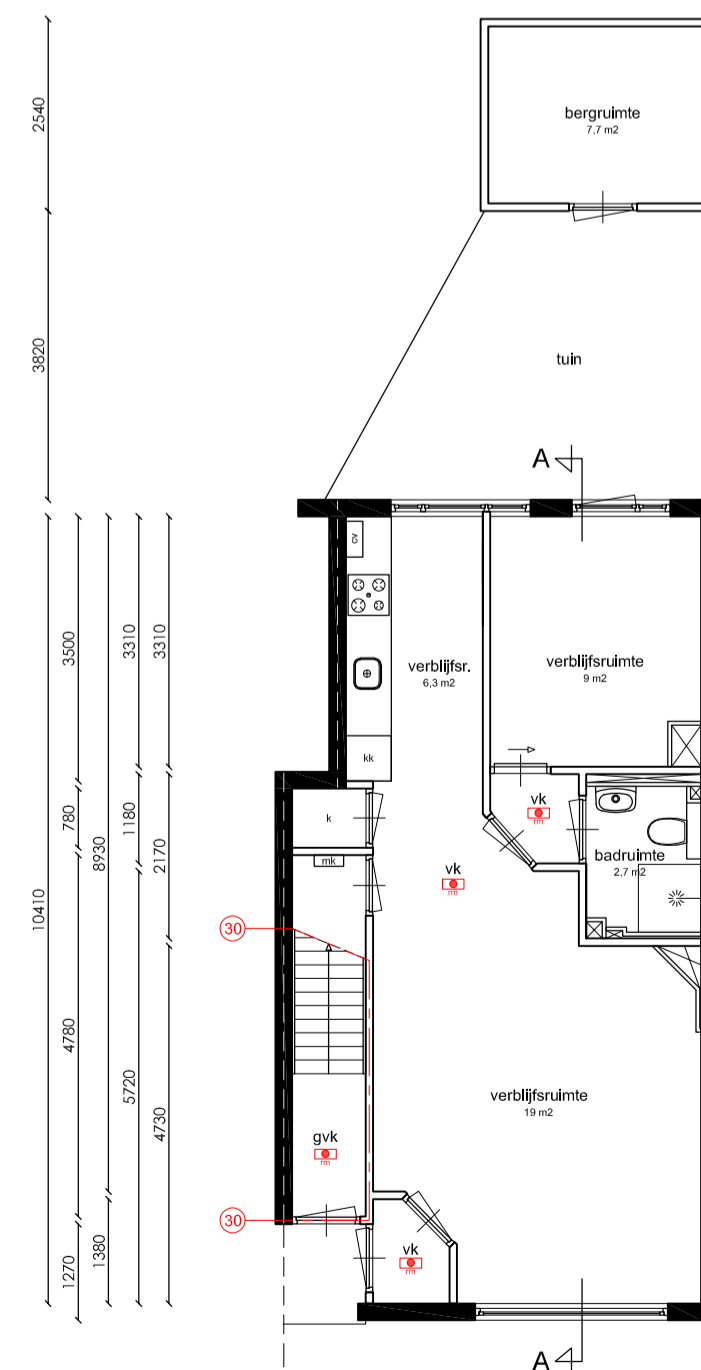 2540
bergruimte
7,7 m2
3820
tuin
A
cv
3500
3310
3310
verblijfsr.
6,3 m2
verblijfsruimte
9 m2
kk
780
8930
1180
2170
k
vk
rm
mk
vk
rm
badruimte
2,7 m2
10410
30
4780
5720
4730
verblijfsruimte
19 m2
gvk
rm
30
1270
1380
vk
rm
A